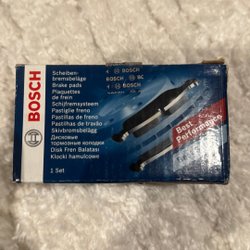 BOSCH
Scheiben-
bremsbeläge
Brake pads
Plaquettes
de frein
Schijfremsysteem
Pastiglie freno
Pastillas de freno
Pastilhas de travão
Skivbromsbelägg
Дисковые
тормозные колодки
Disk Fren Balatası
Klocki hamulcowe
1 Set
BOSCH
Best
Performance